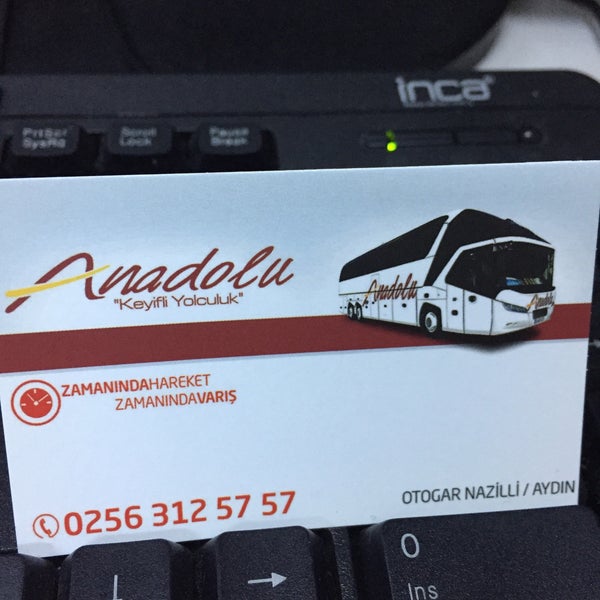 inca
PrtScr
SysRq
Scroll
Lock
Pause
Break
Anadolu
"Keyifli Yolculuk"
Anadolu
Anadolu
ZAMANINDAHAREKET
ZAMANINDAVARIŞ
0256 312 57 57
OTOGAR NAZİLLİ / AYDIN
0
Ins